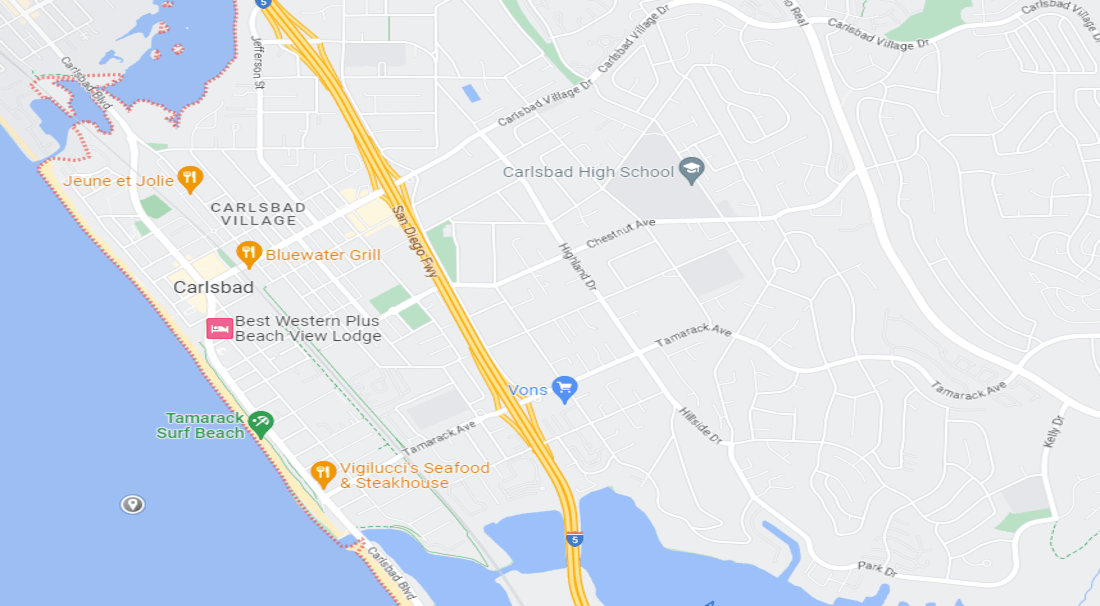 5
Carlsbad Village Dr
Carlsbad Village Dr
Real
Carlsbad Village Dr
Jefferson St
Carlsbad Blvd
Carlsbad Village Dr
Carlsbad High School
Jeune et Jolie
CARLSBAD
VILLAGE
San Diego Fwy
Chestnut Ave
Bluewater Grill
Highland Dr
Carlsbad
Best Western Plus
Beach View Lodge
Tamarack Ave
Vons
Tamarack Ave
Tamarack
Surf Beach
Tamarack Ave
Hillside Dr
Kelly Dr
Vigilucci's Seafood
& Steakhouse
5
Carlsbad Blvd
Park Dr